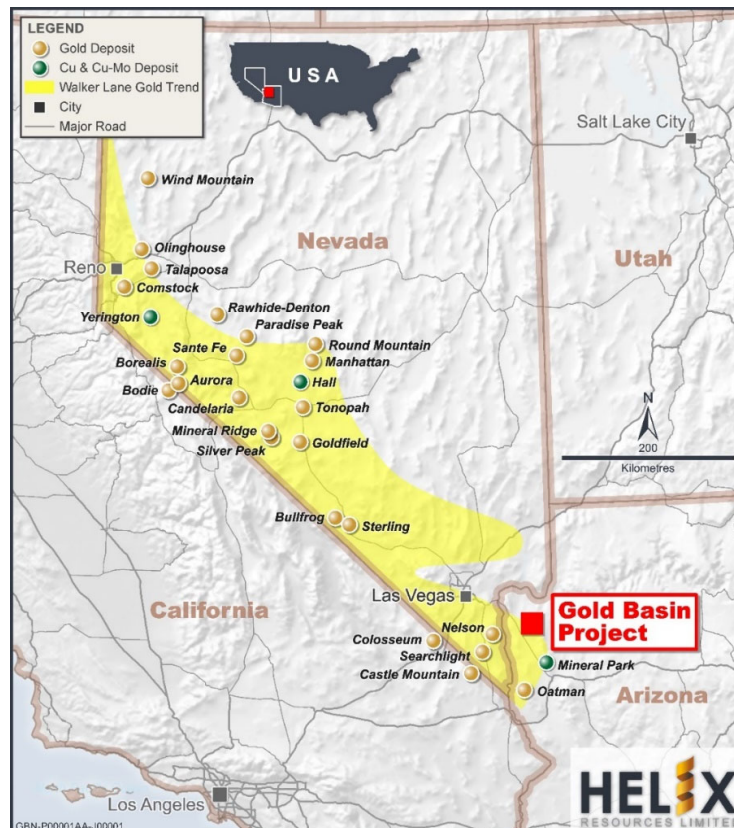 LEGEND
Gold Deposit
Cu & Cu-Mo Deposit
Walker Lane Gold Trend
City
Major Road
USA
Salt Lake City
Wind Mountain
Nevada
Utah
Olinghouse
Reno
Talapoosa
Comstock
Yerington
Rawhide-Denton
Paradise Peak
Sante Fe
Round Mountain
Manhattan
Borealis
Aurora
Bodie
Hall
Candelaria
Tonopah
Mineral Ridge
Silver Peak
Goldfield
N
200
Kilometres
Bullfrog
Sterling
California
Las Vegas
Gold Basin
Project
Nelson
Colosseum
Searchlight
Castle Mountain
Mineral Park
Oatman
Arizona
Los Angeles
HELIX
RESOURCES LIMITED